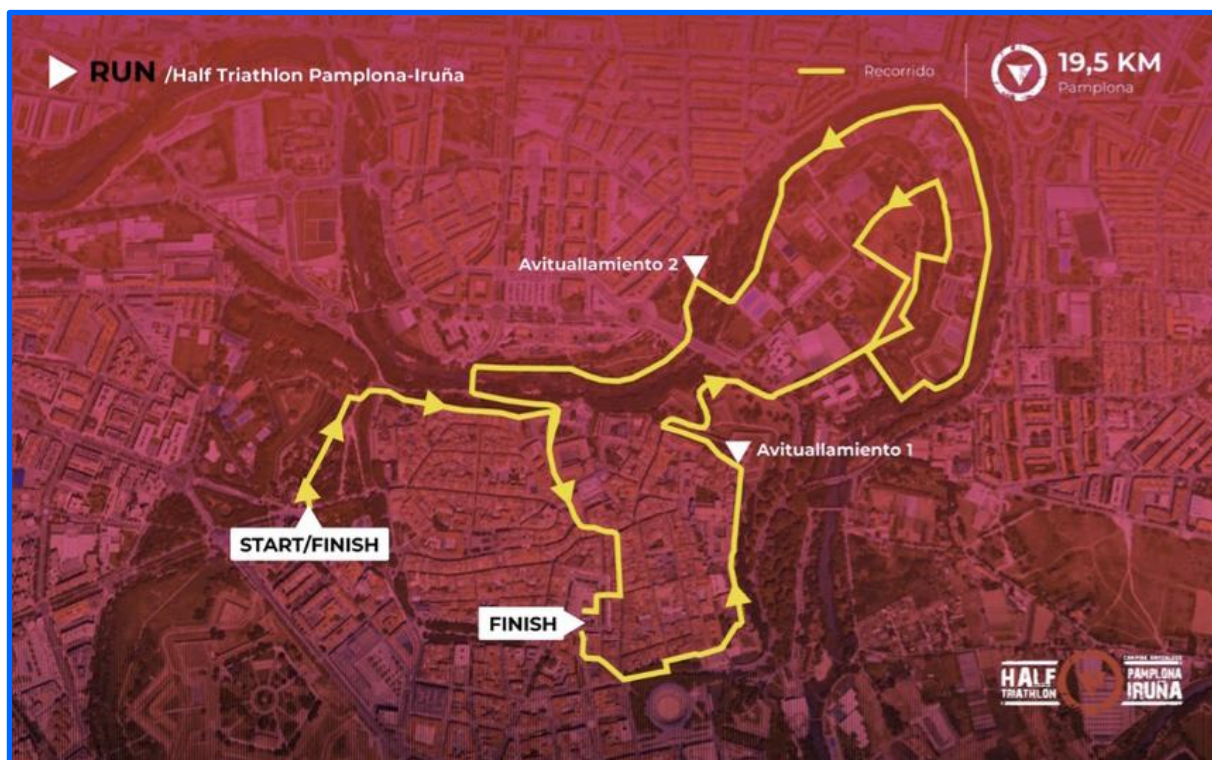 RUN /Half Triathlon Pamplona-Iruña
Recorrido
19,5 KM
Pamplona
Avituallamiento 2
Avituallamiento 1
START/FINISH
FINISH
HALF
TRIATHLON
PAMPLONA
IRUÑA